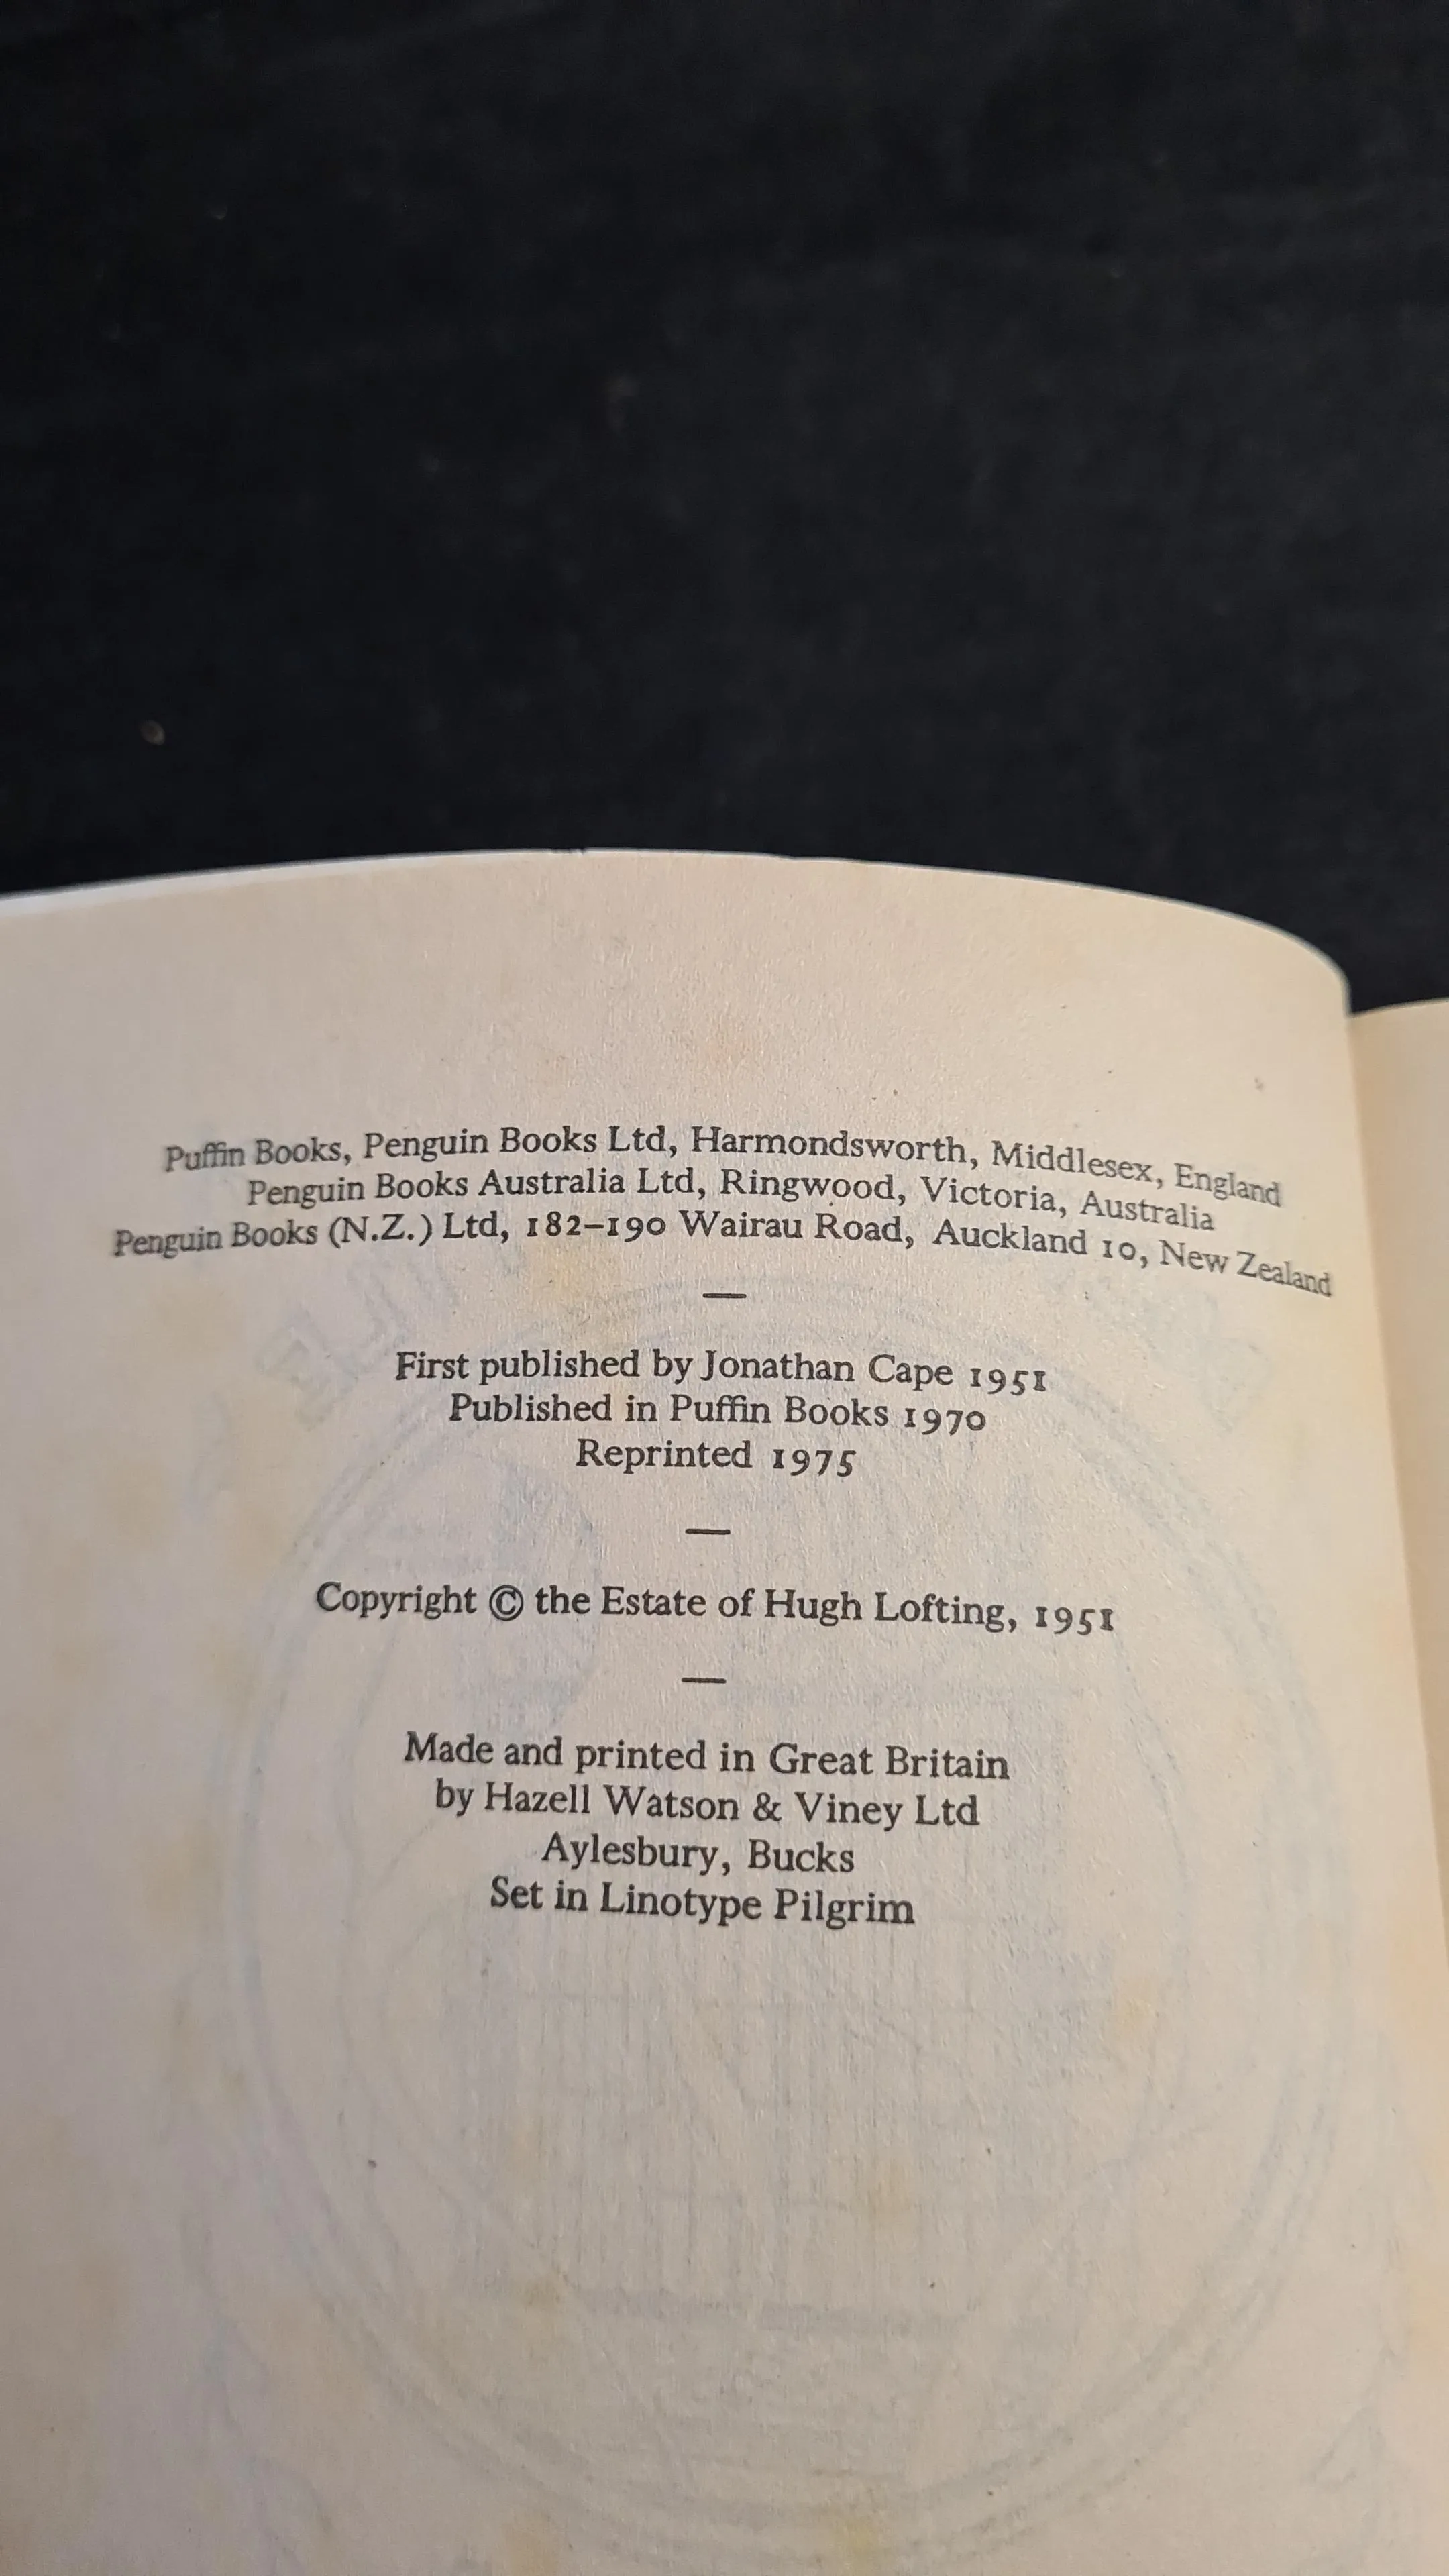 Puffin Books, Penguin Books Ltd, Harmondsworth, Middlesex, England
Penguin Books Australia Ltd, Ringwood, Victoria, Australia
Penguin Books (N.Z.) Ltd, 182–190 Wairau Road, Auckland 10, New Zealand
—
First published by Jonathan Cape 1951
Published in Puffin Books 1970
Reprinted 1975
—
Copyright © the Estate of Hugh Lofting, 1951
—
Made and printed in Great Britain
by Hazell Watson & Viney Ltd
Aylesbury, Bucks
Set in Linotype Pilgrim